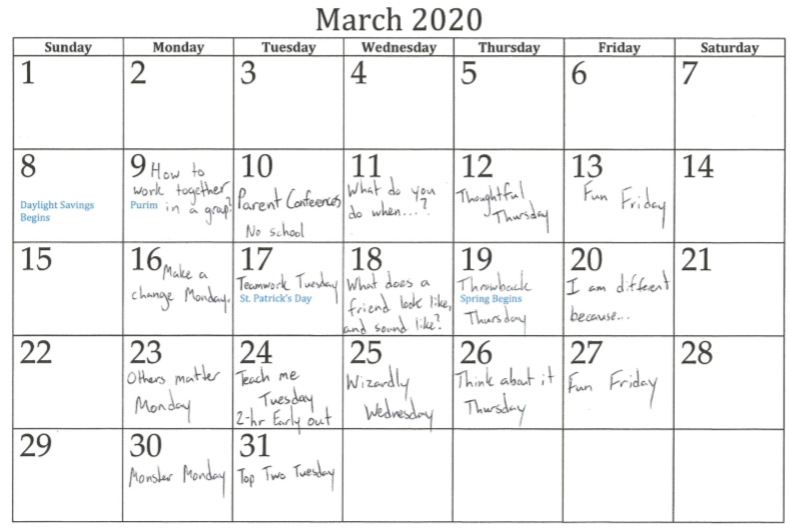 March 2020
Sunday Monday Tuesday Wednesday Thursday Friday Saturday
1 2 3 4 5 6 7
8
Daylight Savings
Begins
9 How to
work together
Purim in a group?
10
Parent Conferences
No school
11
What do you
do when...?
12
Thoughtful
Thursday
13
Fun Friday
14
15
16 Make a
change Monday.
17
Teamwork Tuesday
St. Patrick's Day
18
What does a
friend look like,
and sound like?
19
Throwback
Spring Begins
Thursday
20
I am different
because...
21
22
23
Others matter
Monday
24
Teach me
Tuesday
2-hr Early out
25
Wizardly
Wednesday
26
Think about it
Thursday
27
Fun Friday
28
29
30
Monster Monday
31
Top Two Tuesday